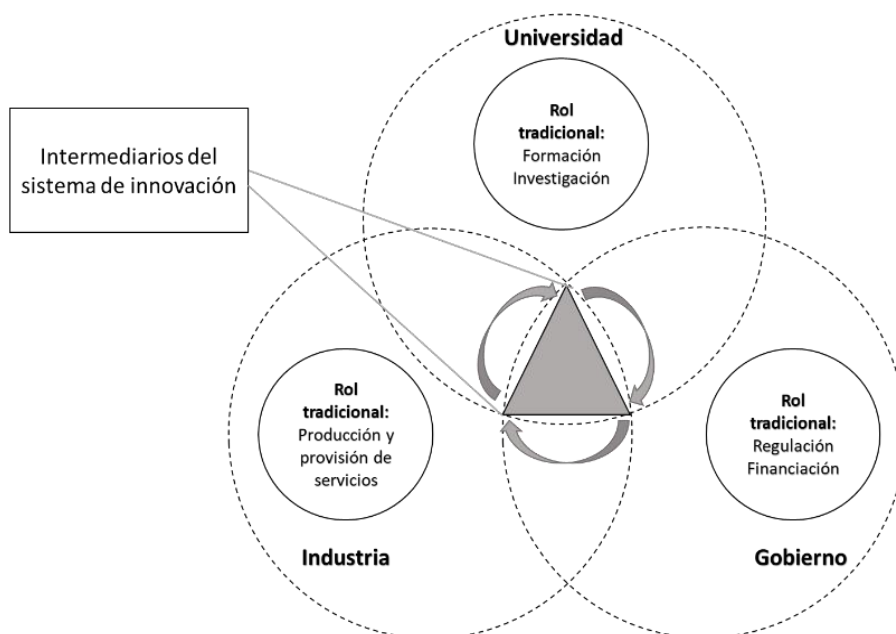 Universidad
Rol
tradicional:
Formación
Investigación
Intermediarios del
sistema de innovación
Rol
tradicional:
Producción y
provisión de
servicios
Industria
Rol
tradicional:
Regulación
Financiación
Gobierno